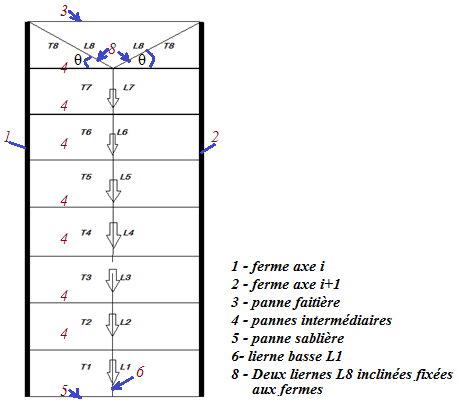 3
T8 L8 8 L8 T8
θ θ
4
T7 L7
4
1
T6 L6
2
4
T5 L5
4
T4 L4
4
T3 L3
4
T2 L2
4
T1 L1
6
5
1 - ferme axe i
2 - ferme axe i+1
3 - panne faitière
4 - pannes intermédiaires
5 - panne sablière
6- lierne basse L1
8 - Deux liernes L8 inclinées fixées
aux fermes